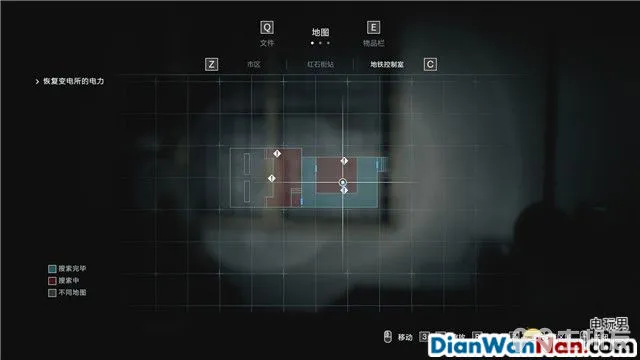 Q
E
文件
地图
物品栏
Z
市区
红石街站
地铁控制室
C
恢复变电所的电力
搜索完毕
搜索中
不同地图
移动
3
电玩男
DianWanNan.com